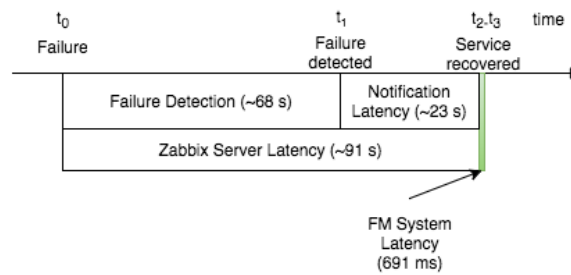 t0
t1
t2-t3
time
Failure
Failure
detected
Service
recovered
Failure Detection (~68 s)
Notification
Latency (~23 s)
Zabbix Server Latency (~91 s)
FM System
Latency
(691 ms)